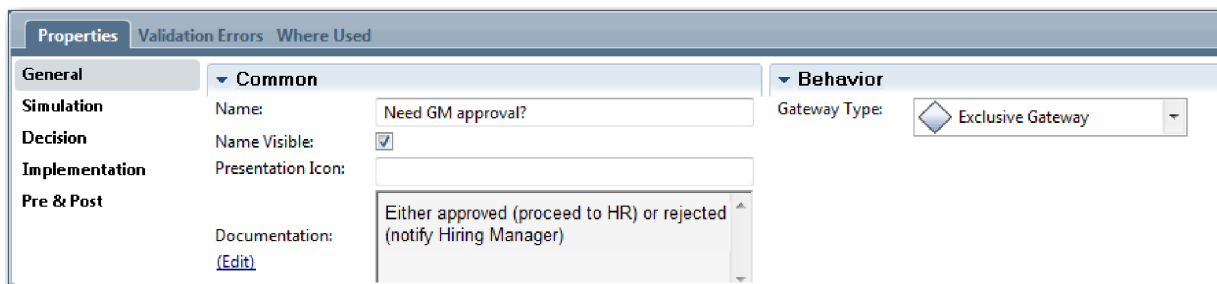 Properties Validation Errors Where Used
General
Simulation
Decision
Implementation
Pre & Post
Common
Name: Need GM approval?
Name Visible:
Presentation Icon:
Documentation:
(Edit)
Either approved (proceed to HR) or rejected
(notify Hiring Manager)
Behavior
Gateway Type: Exclusive Gateway